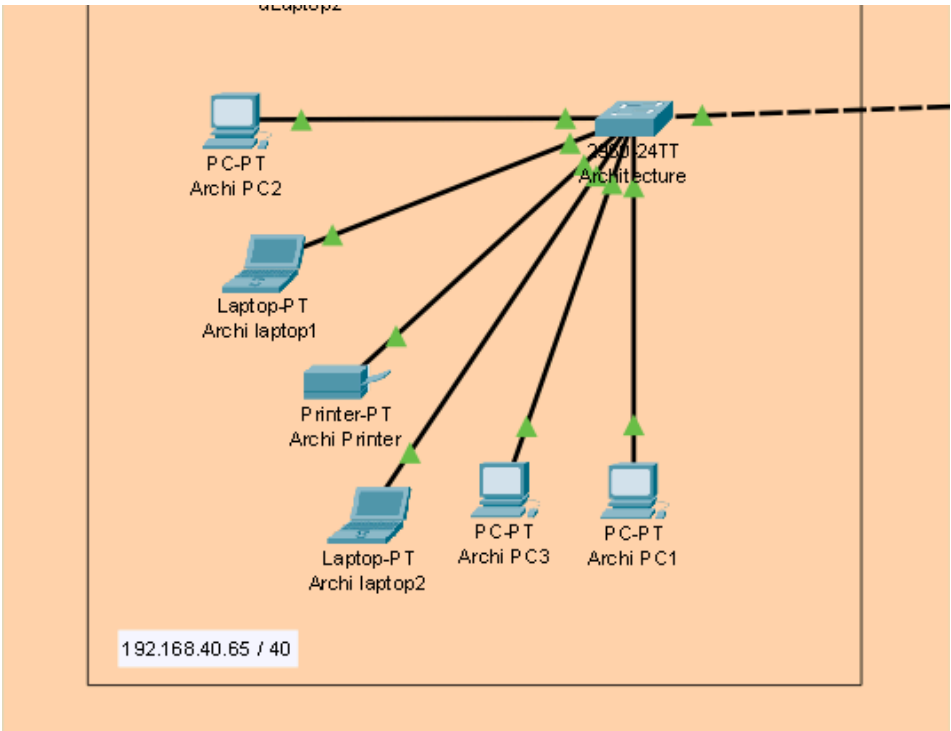 PC-PT
Archi PC2
24TT
Architecture
Laptop-PT
Archi laptop1
Printer-PT
Archi Printer
Laptop-PT
Archi laptop2
PC-PT
Archi PC3
PC-PT
Archi PC1
192.168.40.65 / 40